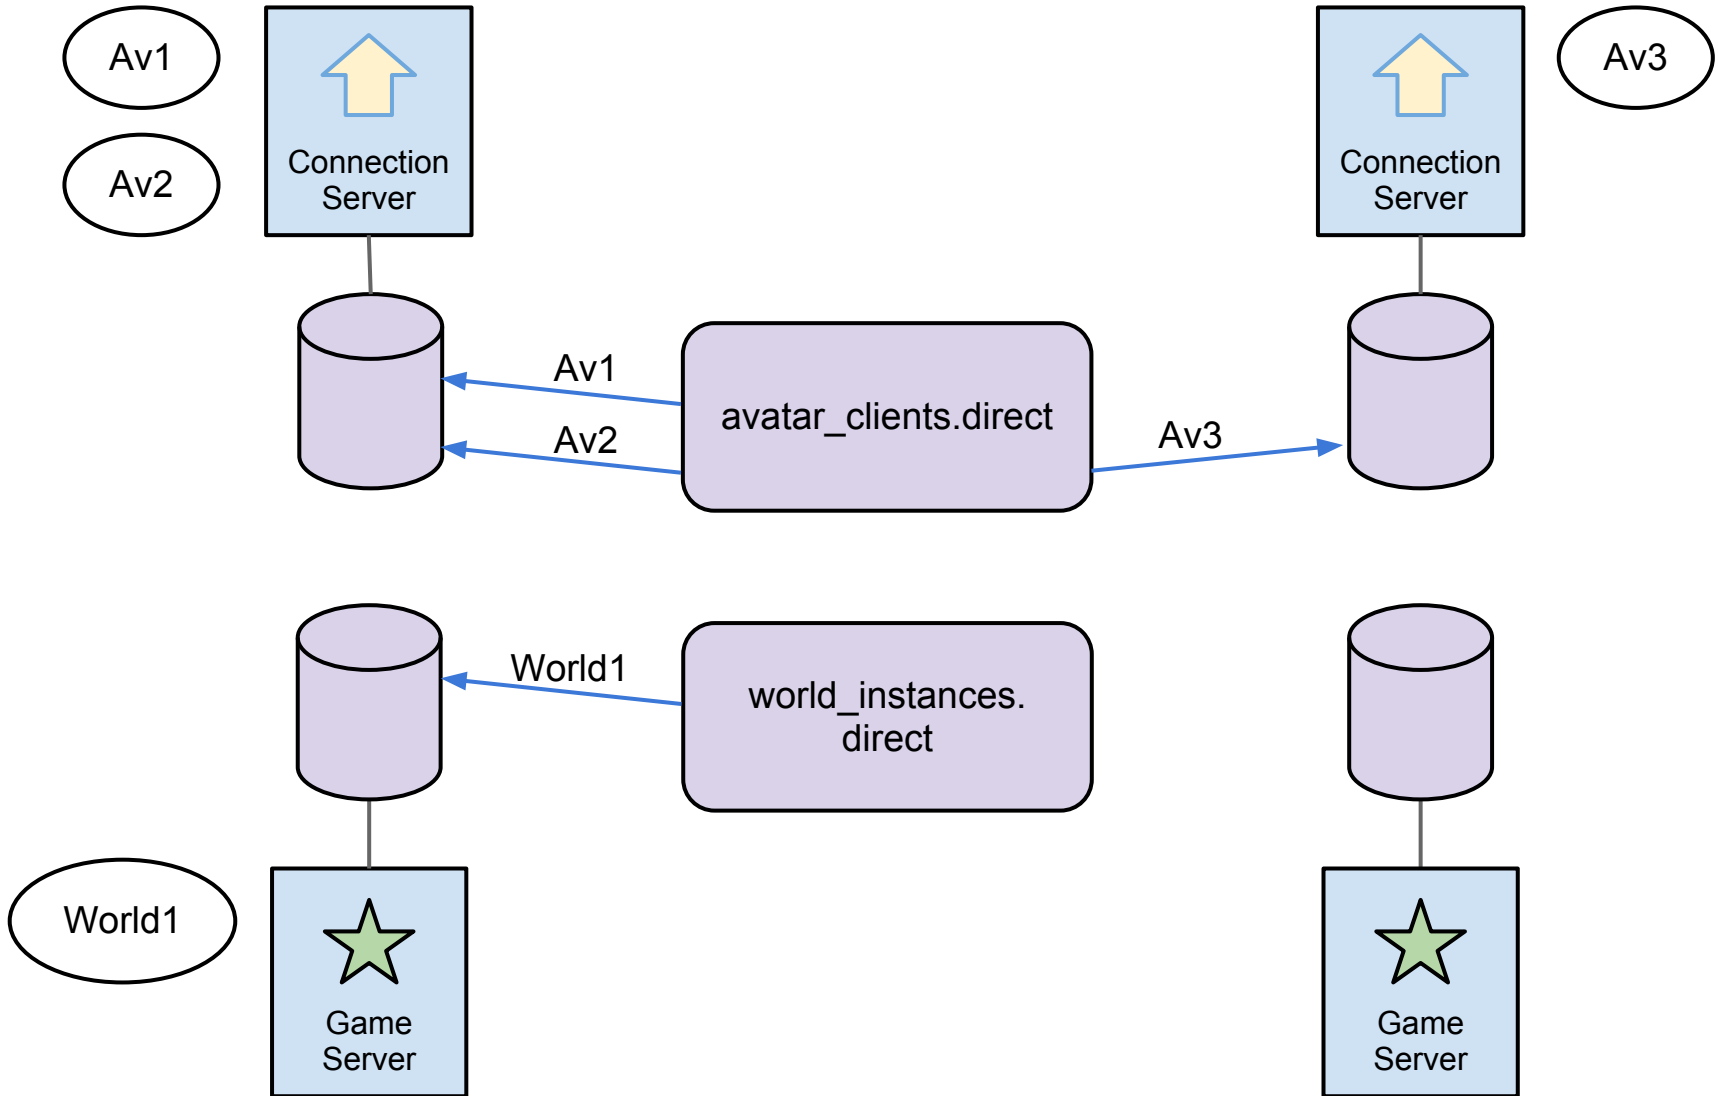 Av1
Av3
Connection
Server
Connection
Server
Av2
Av1
avatar_clients.direct
Av2
Av3
World1
world_instances.
direct
World1
Game
Server
Game
Server